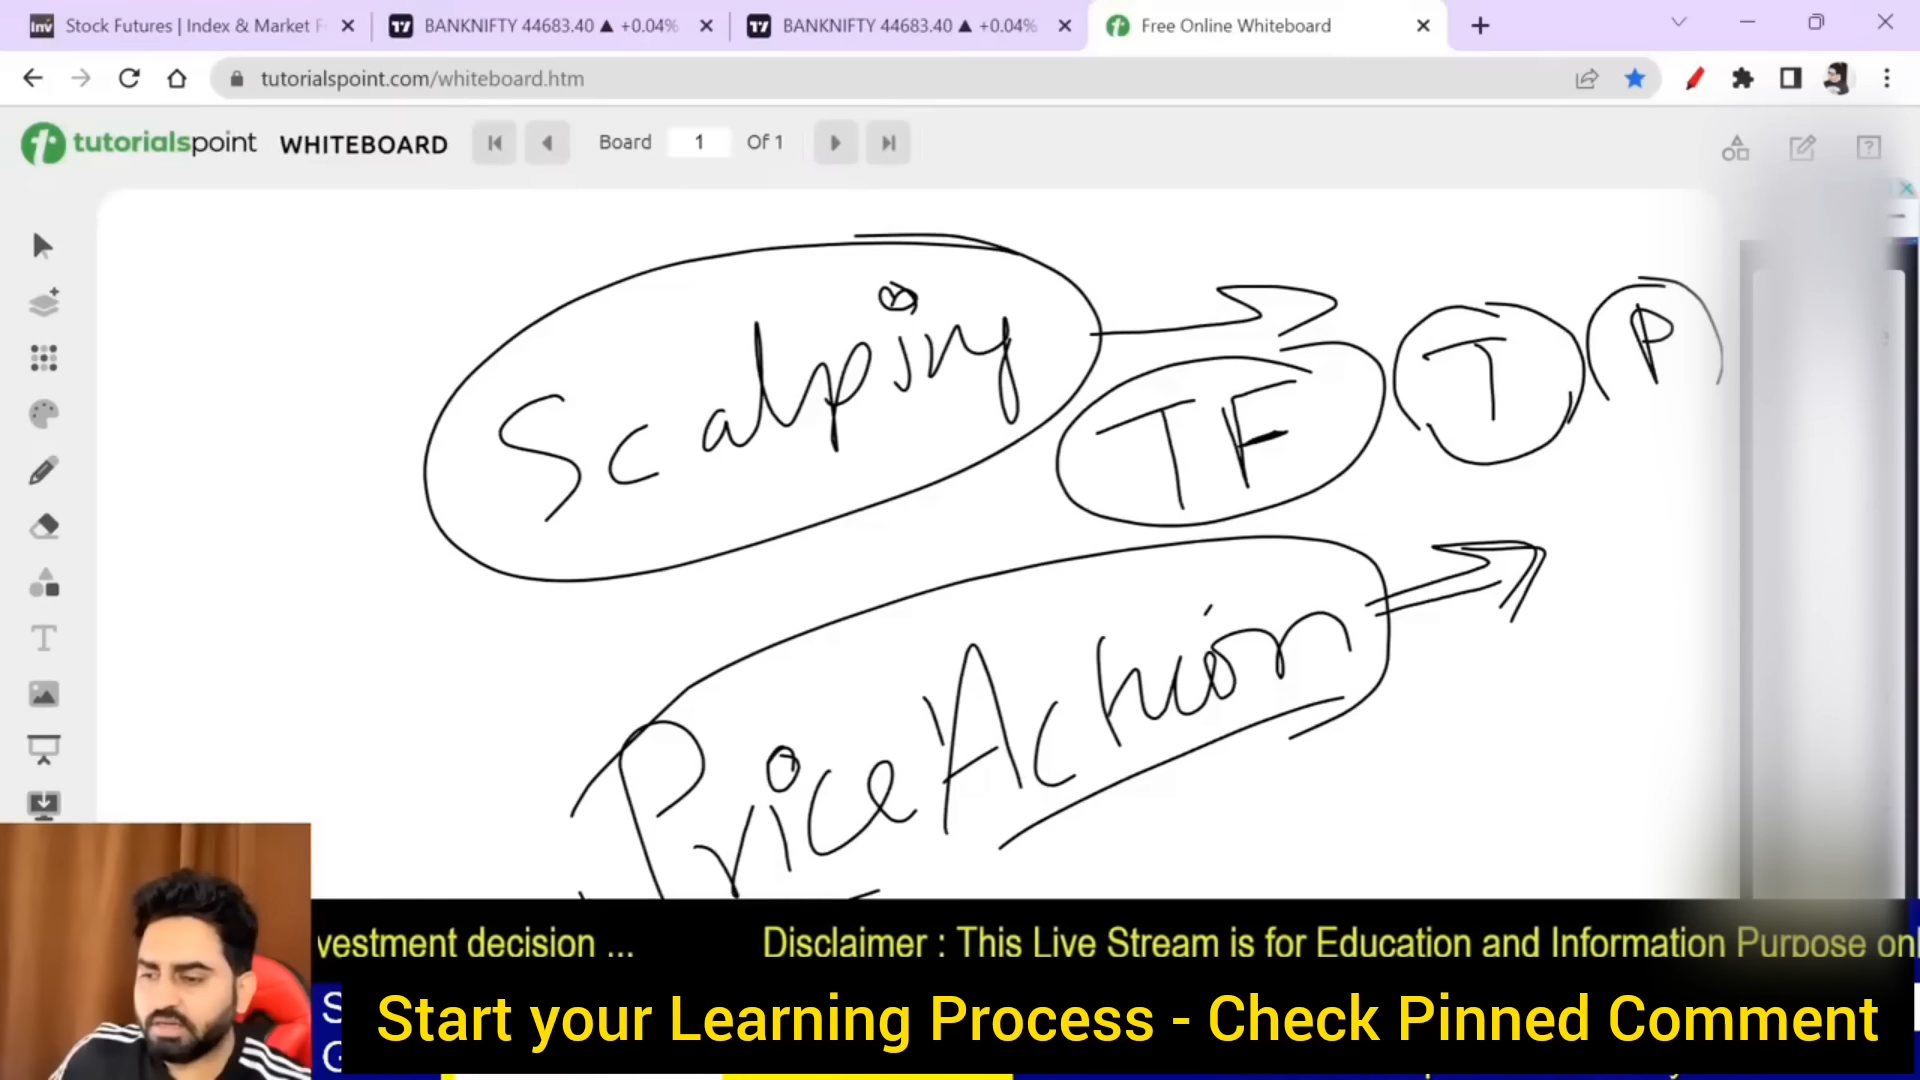 Stock Futures | Index & Market F
BANKNIFTY 44683.40 ▲ +0.04%
BANKNIFTY 44683.40 ▲ +0.04%
Free Online Whiteboard
tutorialspoint.com/whiteboard.htm
tutorialspoint WHITEBOARD Board 1 Of 1
Scalping
TF T P
Price Action
vestment decision ... Disclaimer : This Live Stream is for Education and Information Purpose onl
Start your Learning Process - Check Pinned Comment
S
G